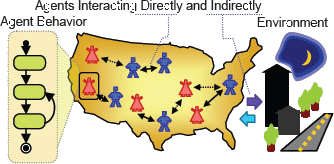 Agents Interacting Directly and Indirectly
Agent Behavior
Environment